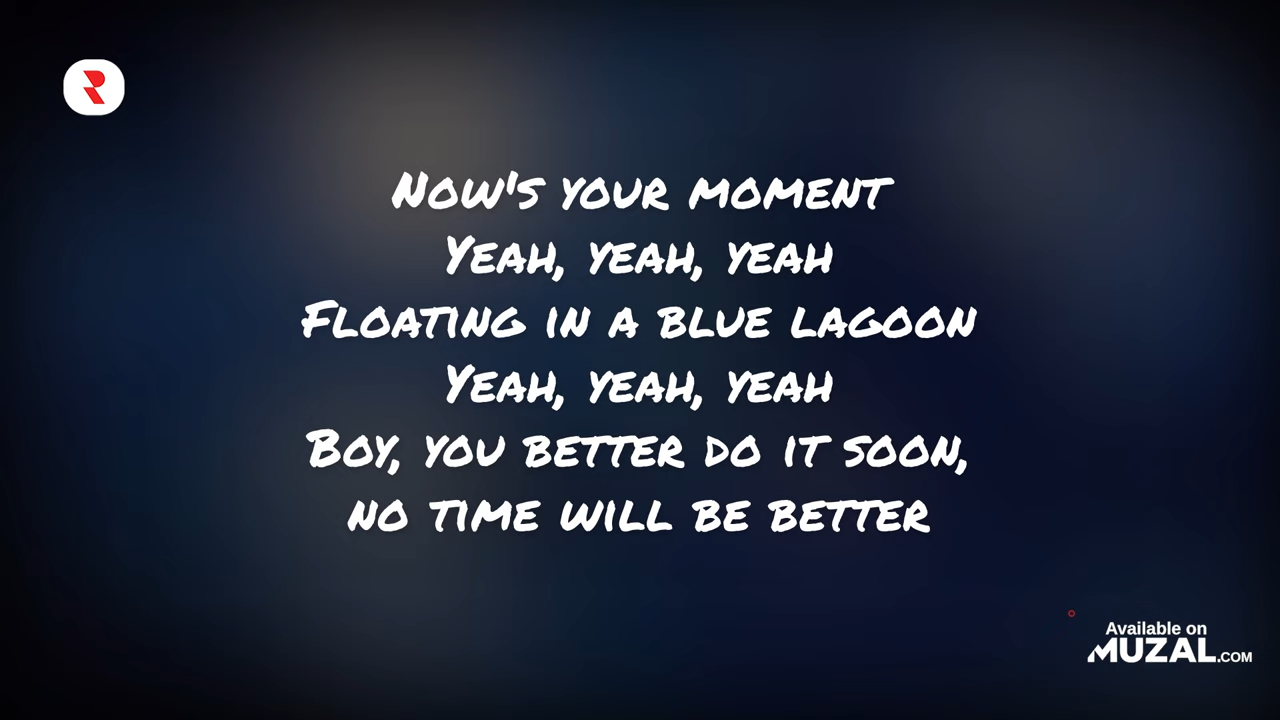 Now's your moment
Yeah, yeah, yeah
Floating in a blue lagoon
Yeah, yeah, yeah
Boy, you better do it soon,
no time will be better
Available on
MUZAL.COM